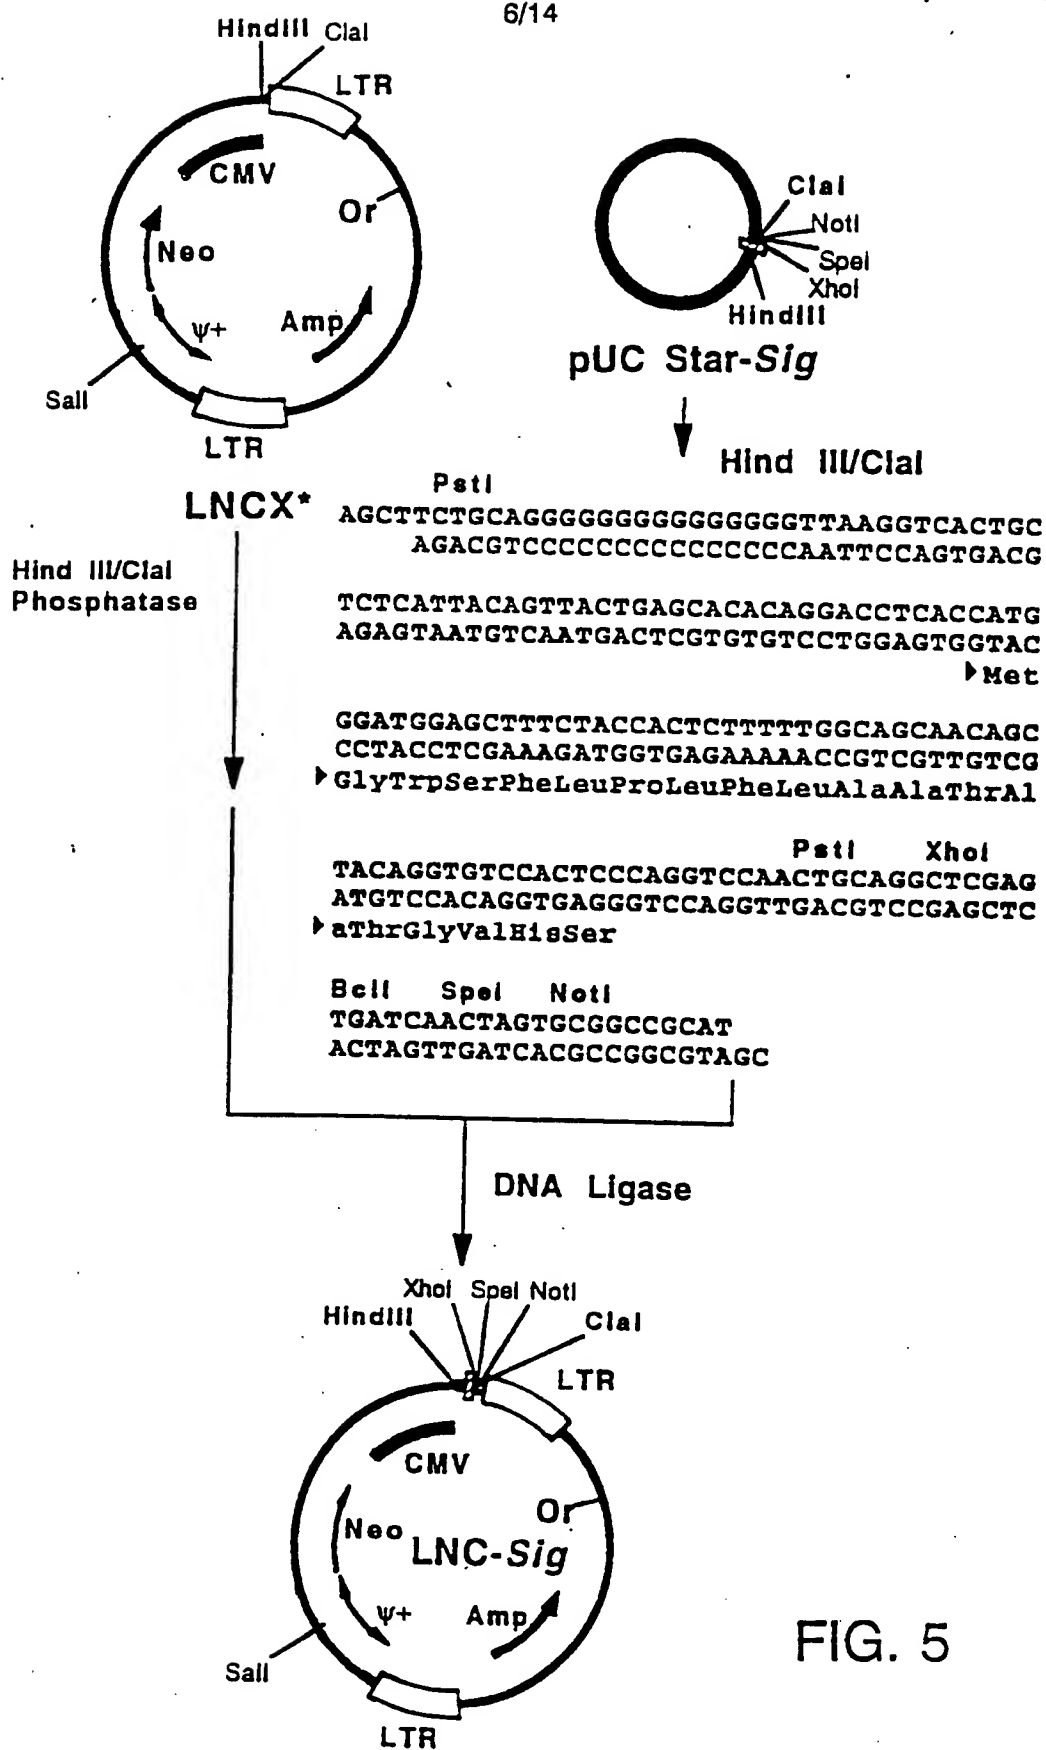 6/14
HindIII ClaI
LTR
CMV
Or
Neo
Amp
ψ+
SalI
LTR
LNCX*
ClaI
NotI
SpeI
XhoI
HindIII
pUC Star-Sig
Hind III/ClaI
Hind III/ClaI
Phosphatase
PstI
AGCTTCTGCAGGGGGGGGGGGGGGGGTTAAGGTCACTGC
AGACGTCCCCCCCCCCCCCCCCAATTCCAGTGACG
TCTCATTACAGTTACTGAGCACACAGGACCTCACCATG
AGAGTAATGTCAATGACTCGTGTGTCCTGGAGTGGTAC
Met
GGATGGAGCTTTCTACCACTCTTTTTGGCAGCAACAGC
CCTACCTCGAAAGATGGTGAGAAAAACCGTCGTTGTCG
GlyTrpSerPheLeuProLeuPheLeuAlaAlaThrAl
PstI XhoI
TACAGGTGTCCACTCCCAGGTCCAACTGCAGGCTCGAG
ATGTCCACAGGTGAGGGTCCAGGTTGACGTCCGAGCTC
aThrGlyValHisSer
BclI SpeI NotI
TGATCAACTAGTGCGGCCGCAT
ACTAGTTGATCACGCCGGCGTAGC
DNA Ligase
XhoI SpeI NotI
HindIII ClaI
LTR
CMV
Or
Neo
LNC-Sig
ψ+
Amp
SalI
LTR
FIG. 5